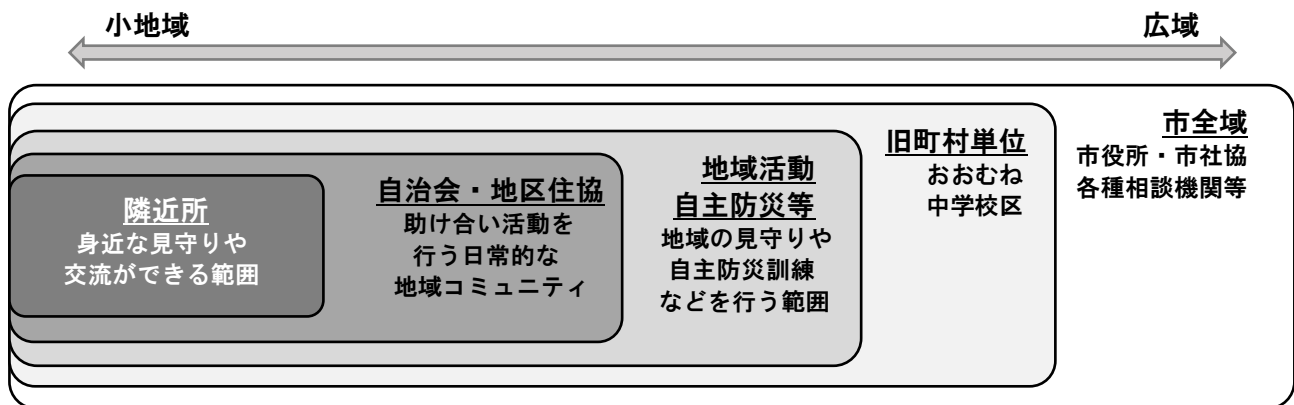 小地域
広域
隣近所
身近な見守りや
交流ができる範囲
自治会・地区住協
助け合い活動を
行う日常的な
地域コミュニティ
地域活動
自主防災等
地域の見守りや
自主防災訓練
などを行う範囲
旧町村単位
おおむね
中学校区
市全域
市役所・市社協
各種相談機関等